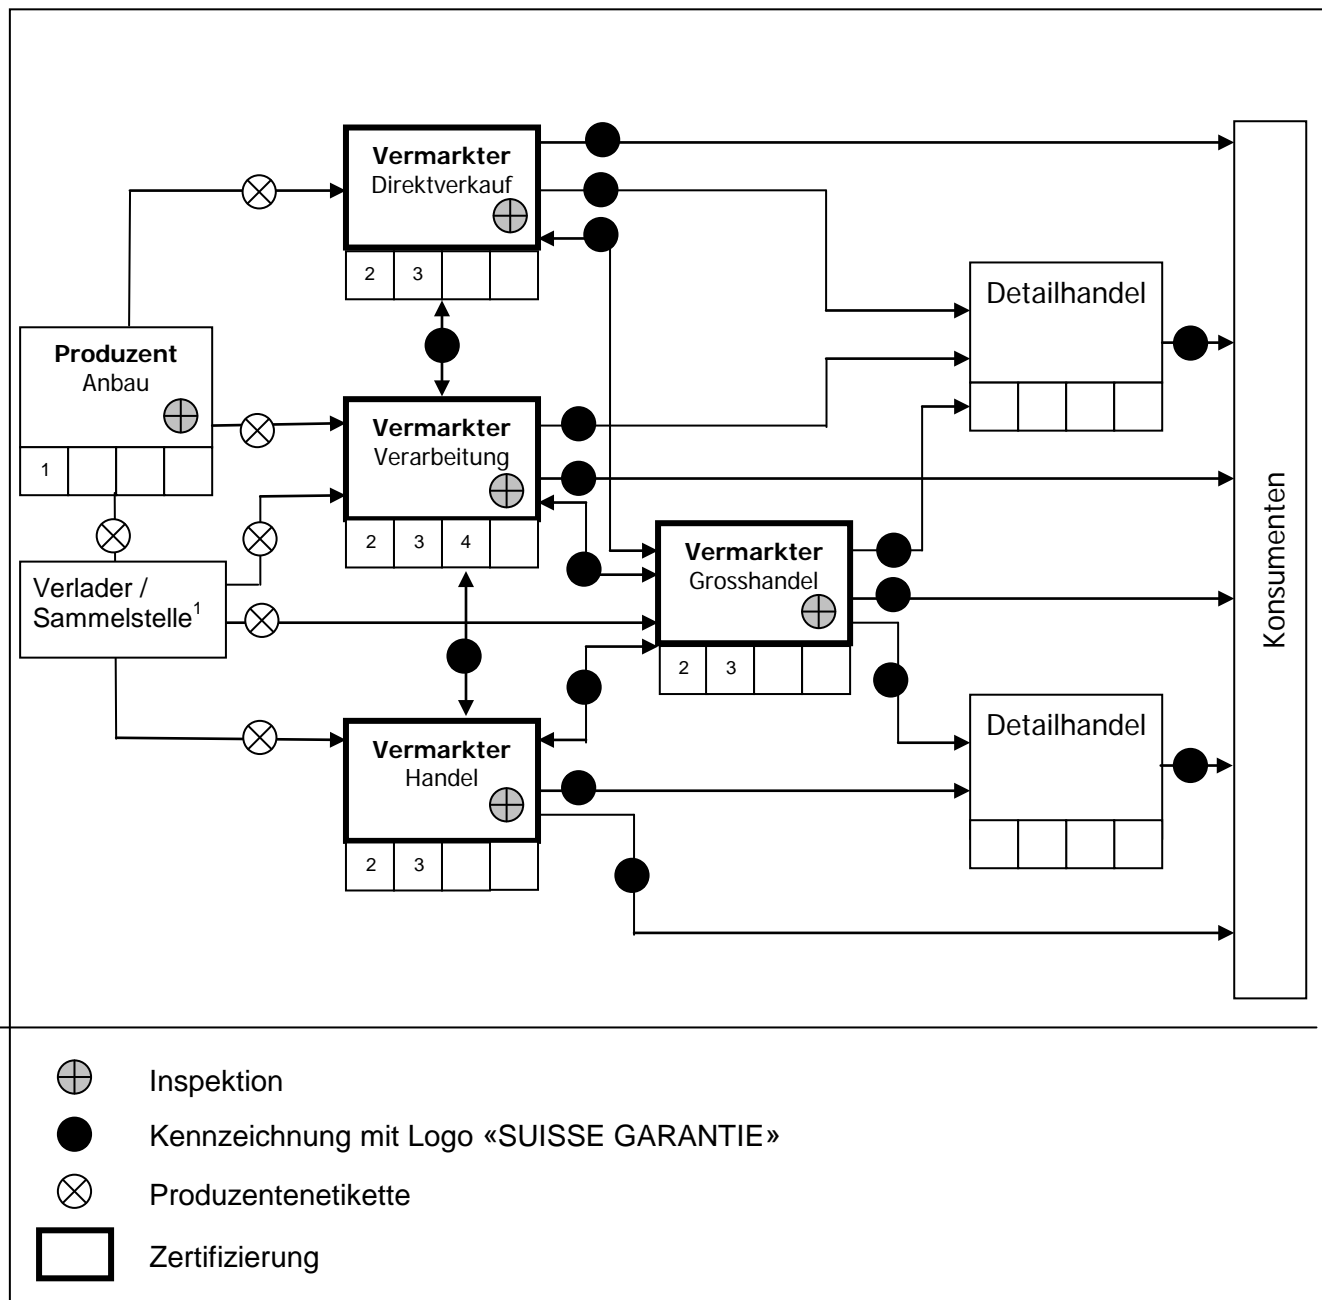 Vermarkter
Direktverkauf
2 3
Detailhandel
Produzent
Anbau
1
Vermarkter
Verarbeitung
2 3 4
Verlader /
Sammelstelle¹
Vermarkter
Grosshandel
2 3
Vermarkter
Handel
2 3
Detailhandel
Konsumenten
Inspektion
Kennzeichnung mit Logo «SUISSE GARANTIE»
Produzentenetikette
Zertifizierung